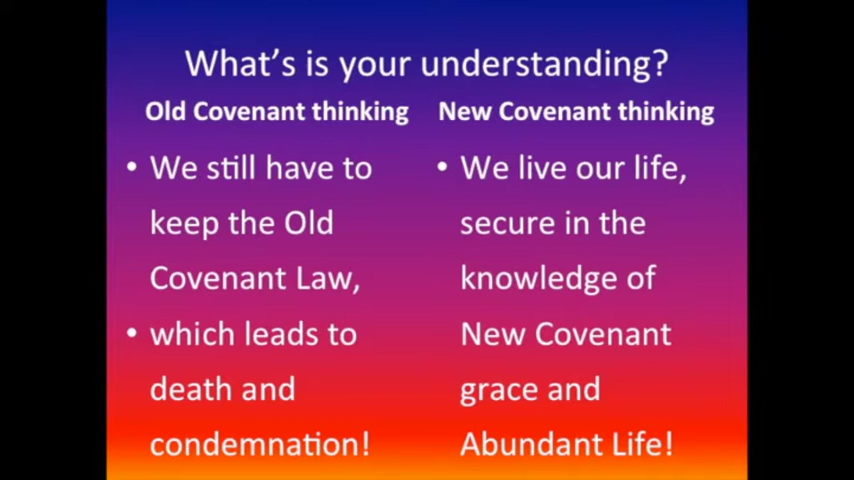 What's is your understanding?
Old Covenant thinking
• We still have to
keep the Old
Covenant Law,
• which leads to
death and
condemnation!
New Covenant thinking
• We live our life,
secure in the
knowledge of
New Covenant
grace and
Abundant Life!